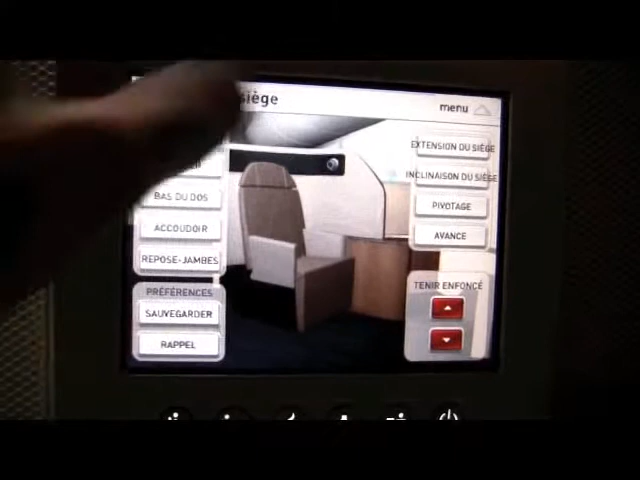 siège
menu
BAS DU DOS
ACCOUDOIR
REPOSE-JAMBES
PRÉFÉRENCES
SAUVEGARDER
RAPPEL
EXTENSION DU SIÈGE
INCLINAISON DU SIÈGE
PIVOTAGE
AVANCE
TENIR ENFONCÉ